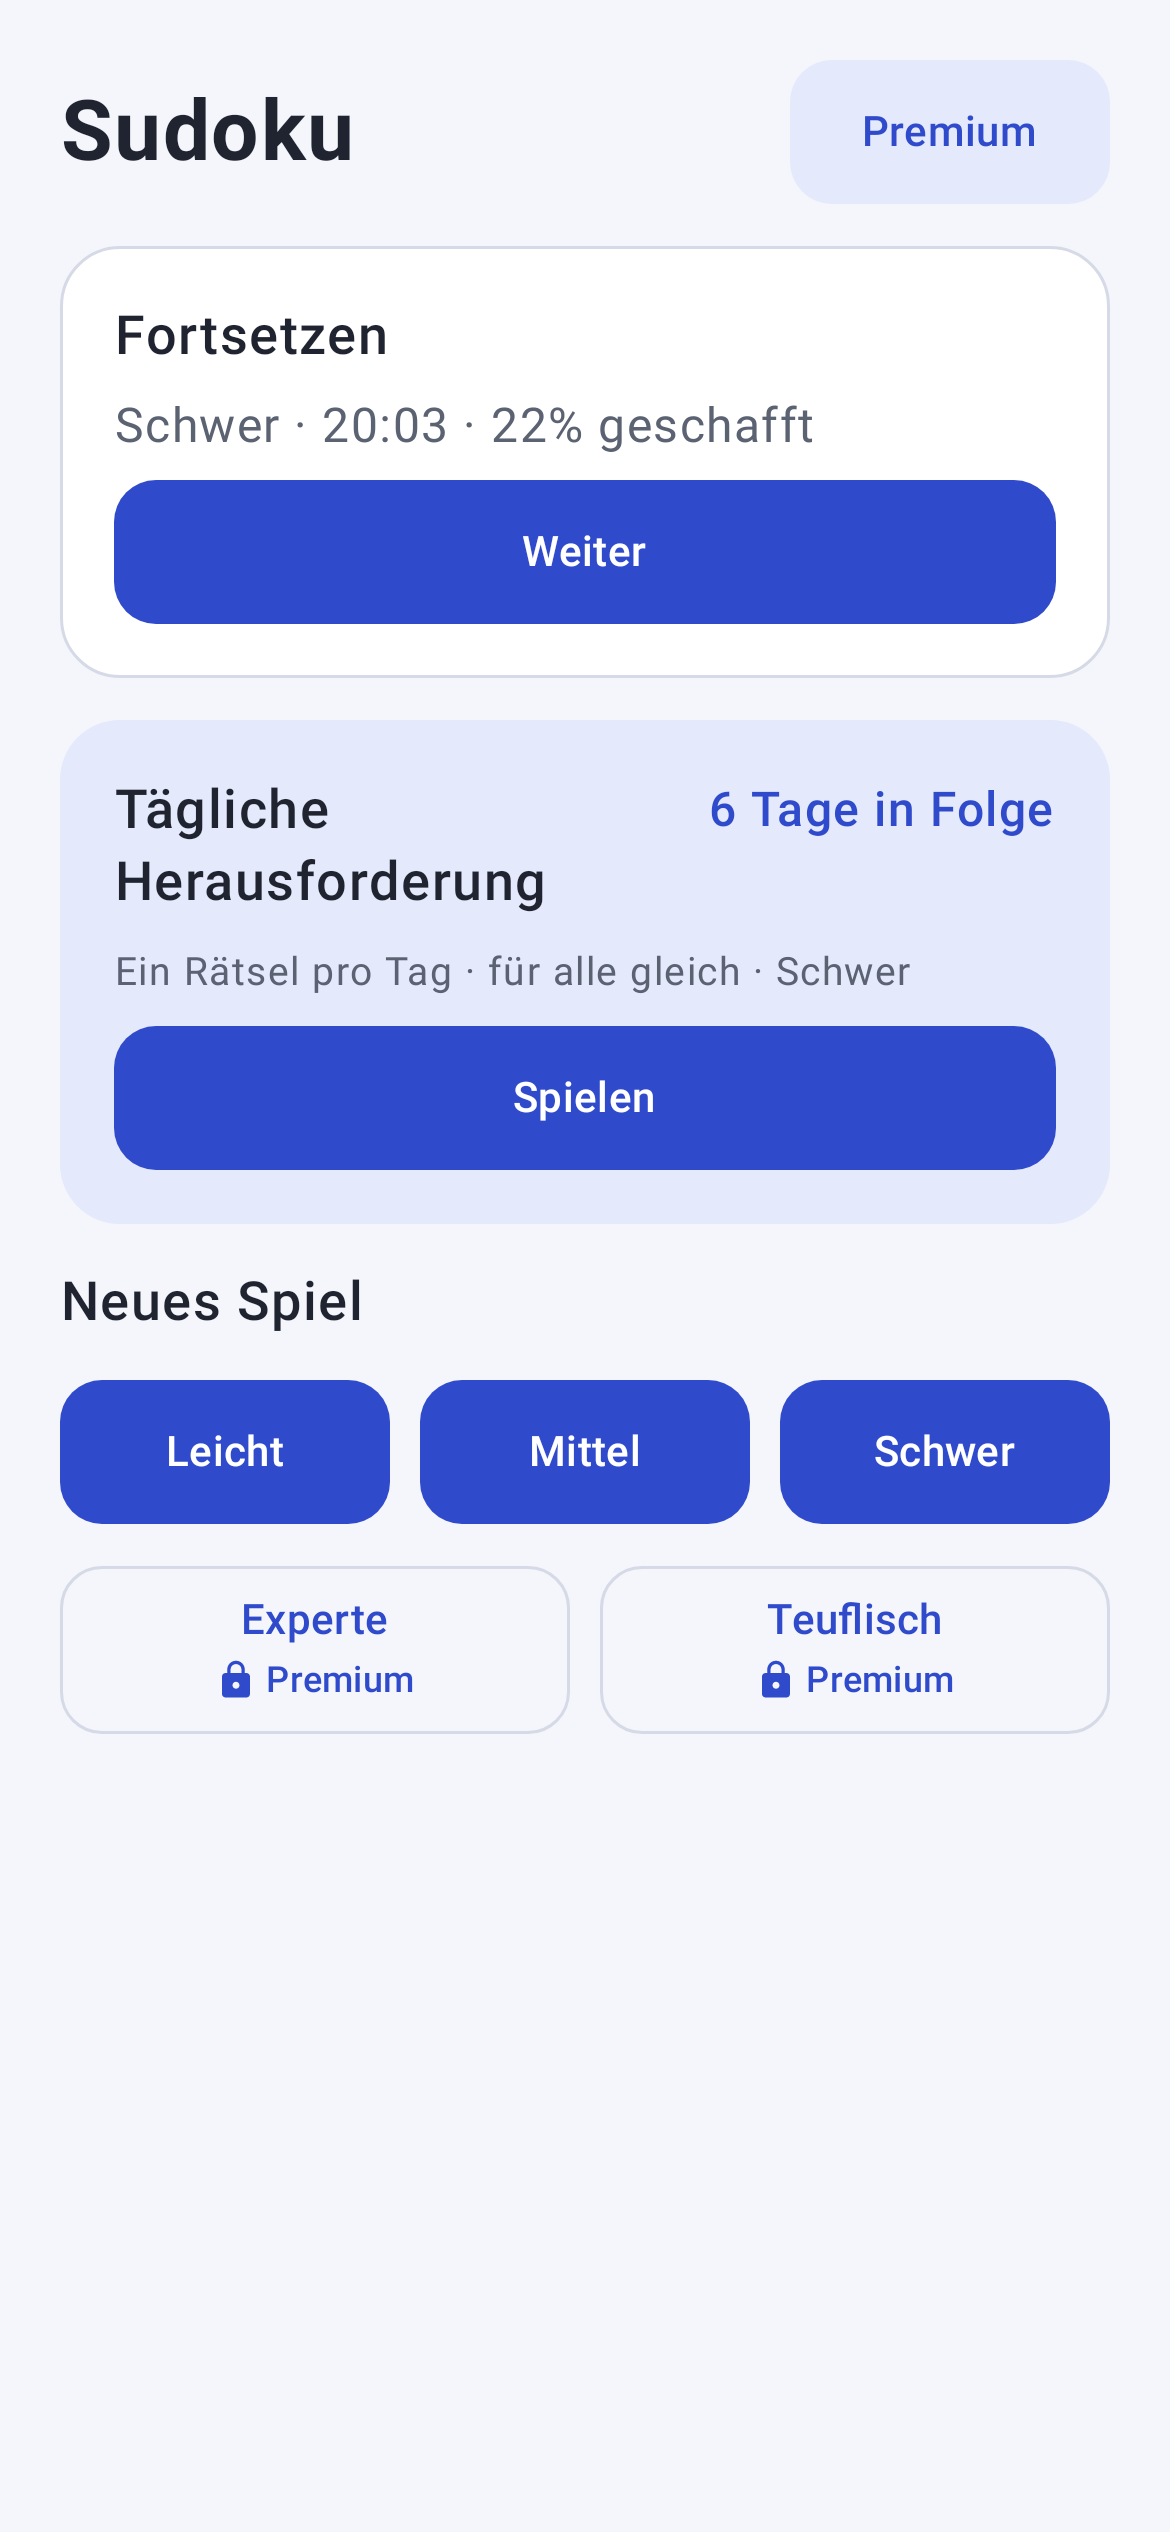 Sudoku
Premium
Fortsetzen
Schwer · 20:03 · 22% geschafft
Weiter
Tägliche
Herausforderung
6 Tage in Folge
Ein Rätsel pro Tag · für alle gleich · Schwer
Spielen
Neues Spiel
Leicht
Mittel
Schwer
Experte
Premium
Teuflisch
Premium